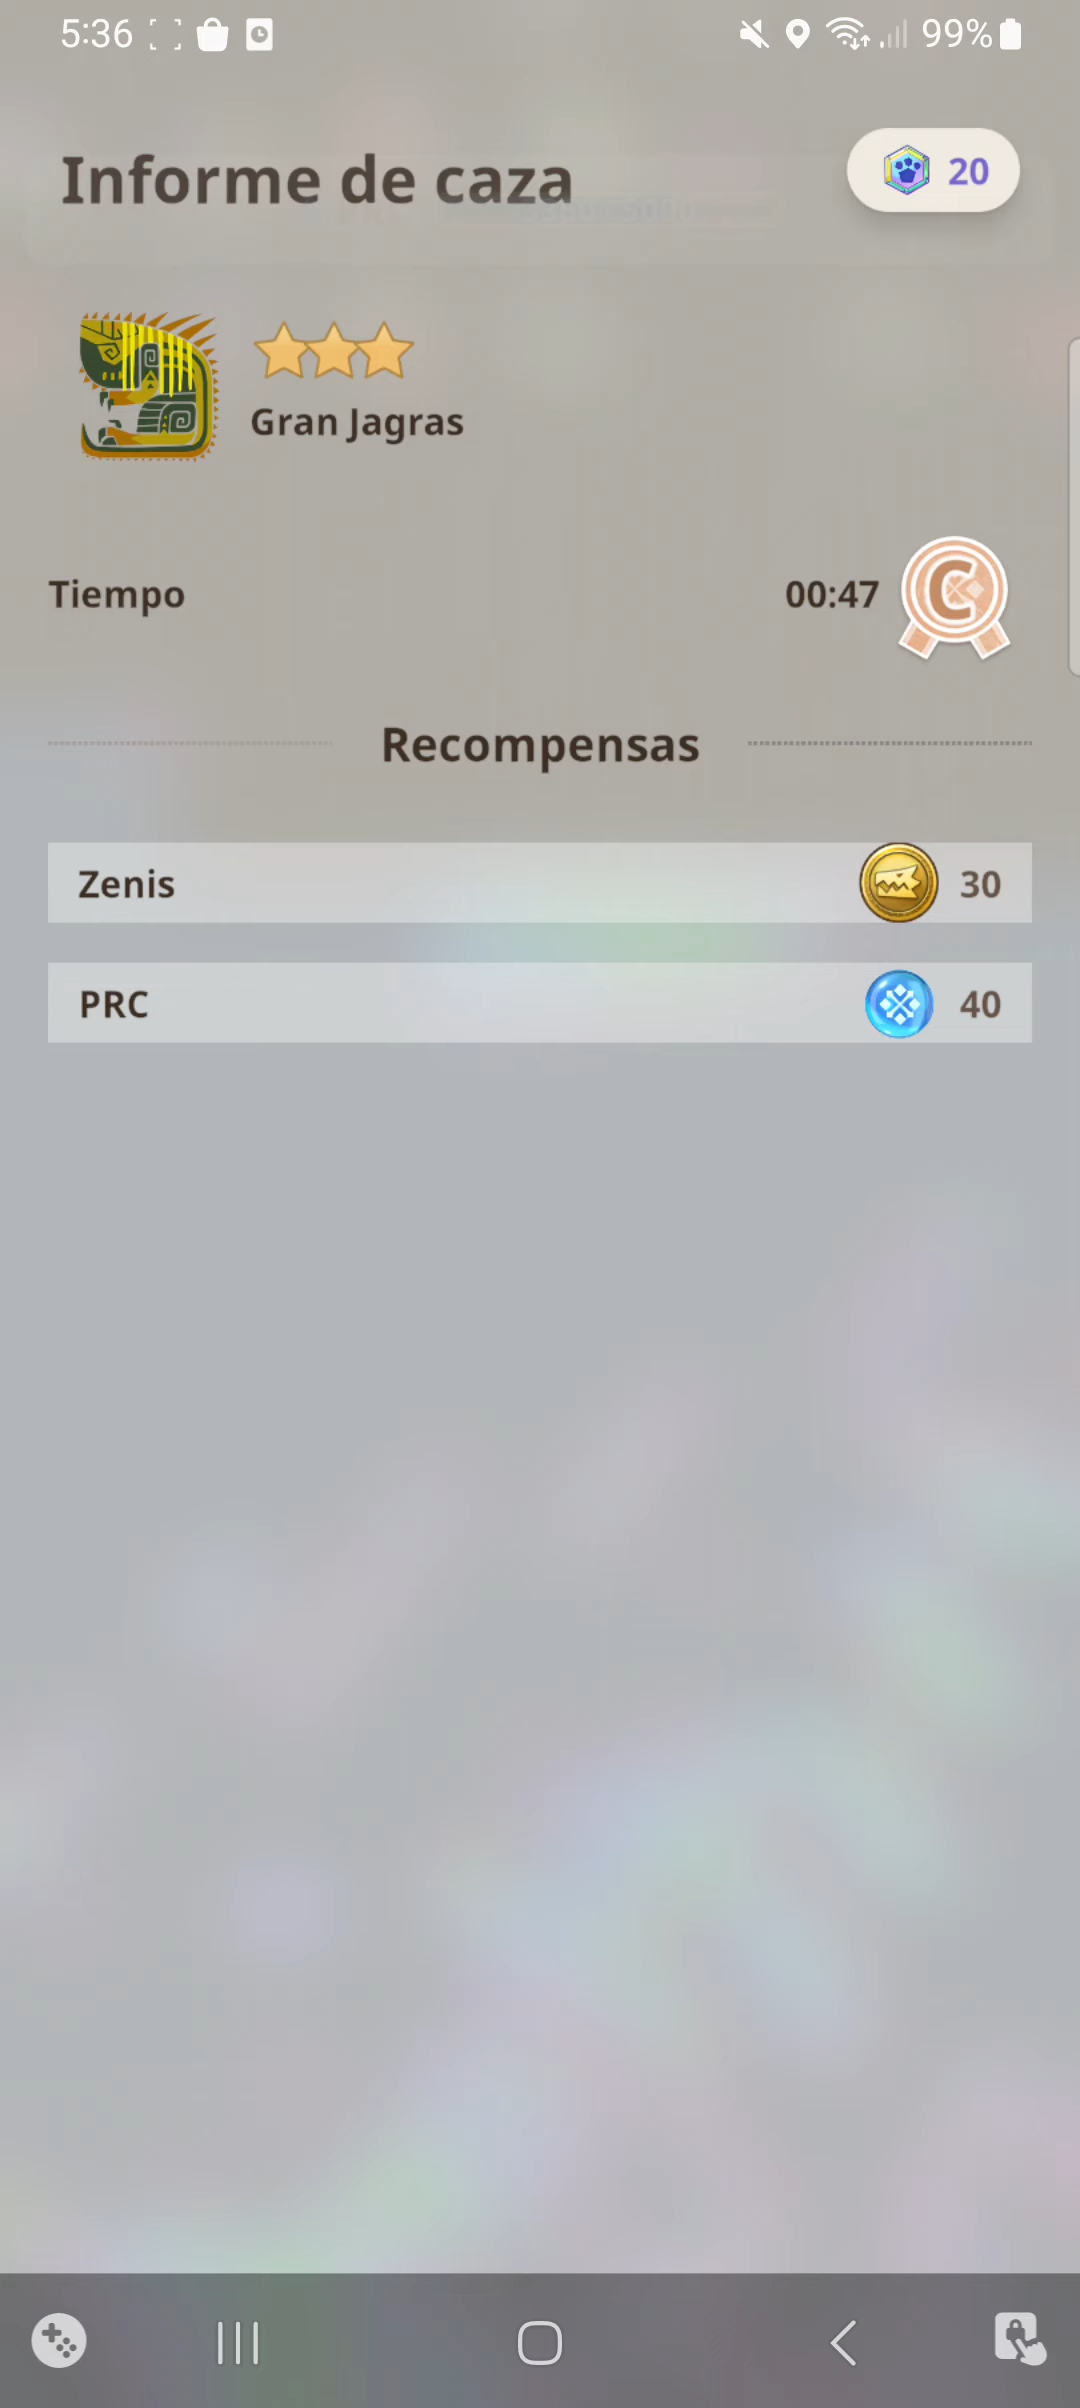 5:36
99%
Informe de caza
20
Gran Jagras
Tiempo
00:47
C
Recompensas
Zenis
30
PRC
40